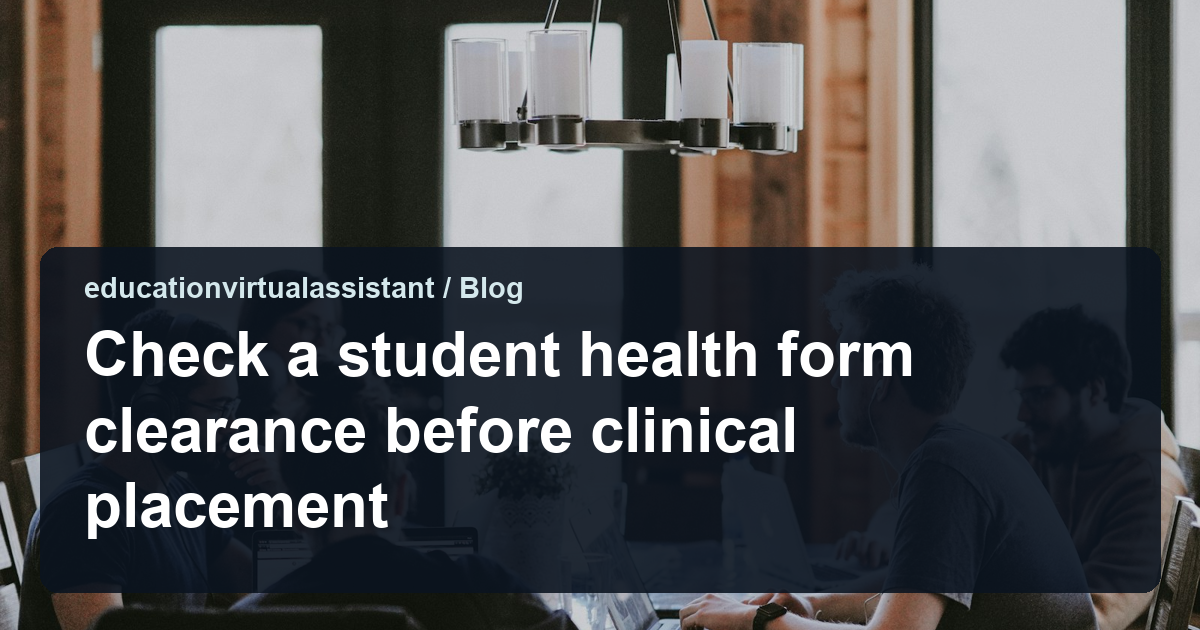 educationvirtualassistant / Blog
Check a student health form
clearance before clinical
placement